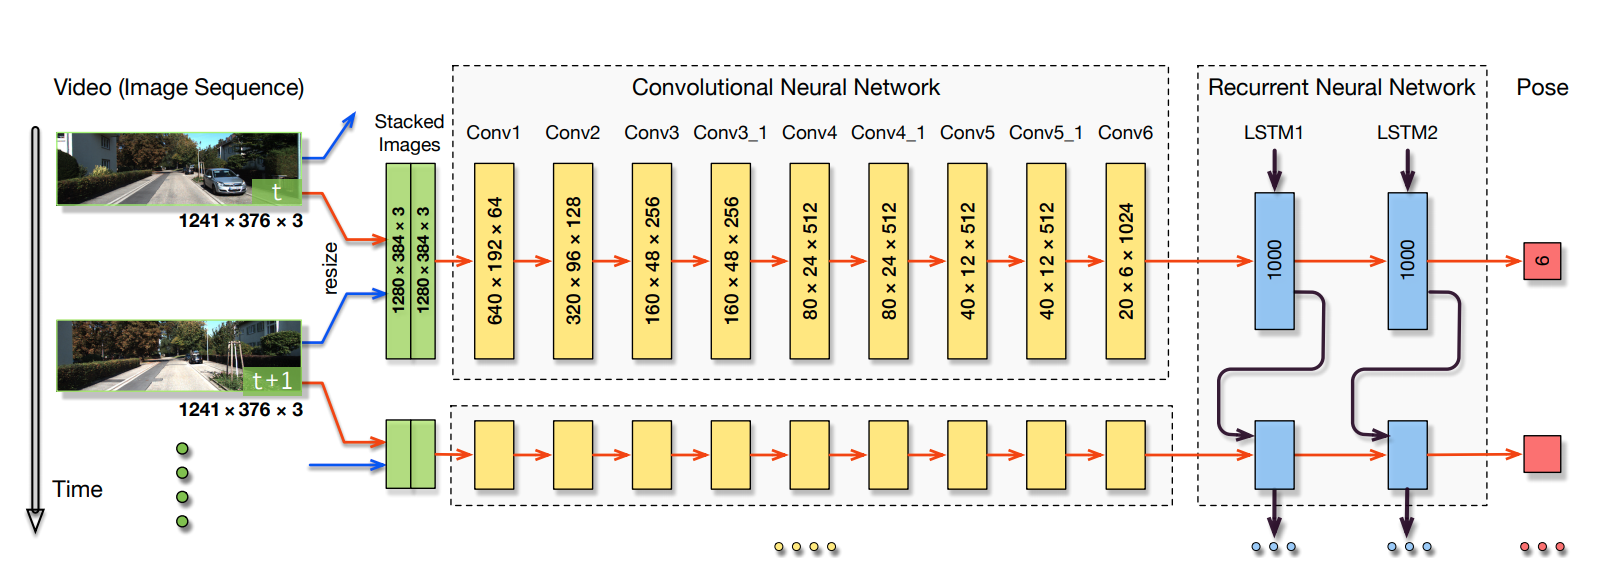 Video (Image Sequence)
t
1241 × 376 × 3
resize
t+1
1241 × 376 × 3
Time
Stacked
Images
1280×384 × 3
1280×384 × 3
Convolutional Neural Network
Conv1
Conv2
Conv3
Conv3_1
Conv4
Conv4_1
Conv5
Conv5_1
Conv6
640 × 192 × 64
320 × 96 × 128
160 × 48 × 256
160 × 48 × 256
80 × 24 × 512
80 × 24 × 512
40 × 12 × 512
40 × 12 × 512
20 × 6 × 1024
Recurrent Neural Network
LSTM1
LSTM2
1000
1000
Pose
6